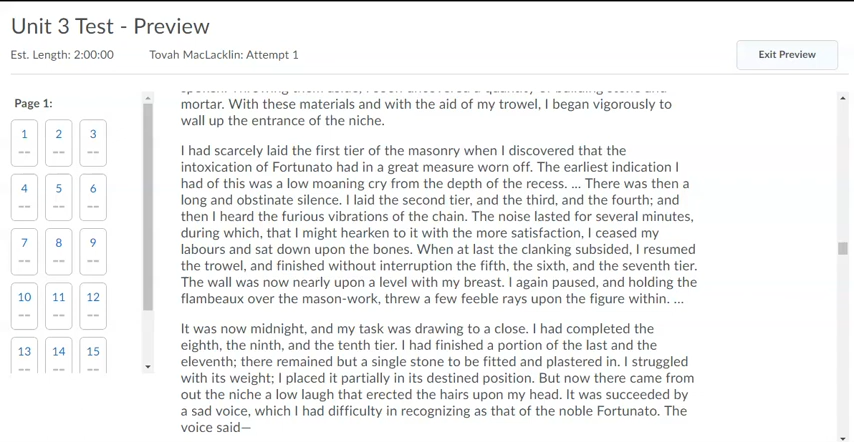 Unit 3 Test - Preview
Est. Length: 2:00:00 Tovah MacLacklin: Attempt 1
Exit Preview
Page 1:
1 2 3
-- -- --
4 5 6
-- -- --
7 8 9
-- -- --
10 11 12
-- -- --
13 14 15
-- -- --
mortar. With these materials and with the aid of my trowel, I began vigorously to
wall up the entrance of the niche.
I had scarcely laid the first tier of the masonry when I discovered that the
intoxication of Fortunato had in a great measure worn off. The earliest indication I
had of this was a low moaning cry from the depth of the recess. ... There was then a
long and obstinate silence. I laid the second tier, and the third, and the fourth; and
then I heard the furious vibrations of the chain. The noise lasted for several minutes,
during which, that I might hearken to it with the more satisfaction, I ceased my
labours and sat down upon the bones. When at last the clanking subsided, I resumed
the trowel, and finished without interruption the fifth, the sixth, and the seventh tier.
The wall was now nearly upon a level with my breast. I again paused, and holding the
flambeaux over the mason-work, threw a few feeble rays upon the figure within. ...
It was now midnight, and my task was drawing to a close. I had completed the
eighth, the ninth, and the tenth tier. I had finished a portion of the last and the
eleventh; there remained but a single stone to be fitted and plastered in. I struggled
with its weight; I placed it partially in its destined position. But now there came from
out the niche a low laugh that erected the hairs upon my head. It was succeeded by
a sad voice, which I had difficulty in recognizing as that of the noble Fortunato. The
voice said—